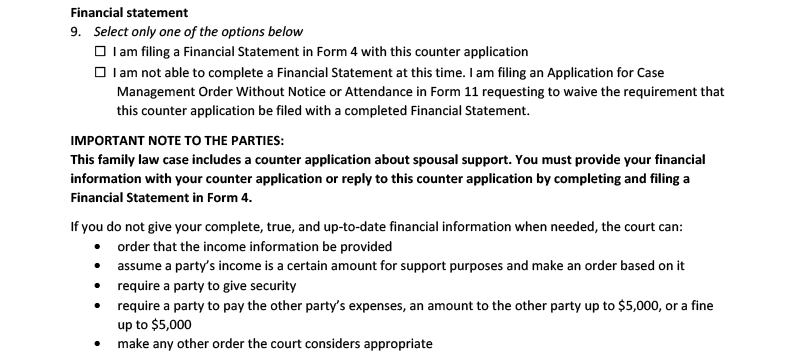 Financial statement
9. Select only one of the options below
☐ I am filing a Financial Statement in Form 4 with this counter application
☐ I am not able to complete a Financial Statement at this time. I am filing an Application for Case
Management Order Without Notice or Attendance in Form 11 requesting to waive the requirement that
this counter application be filed with a completed Financial Statement.
IMPORTANT NOTE TO THE PARTIES:
This family law case includes a counter application about spousal support. You must provide your financial
information with your counter application or reply to this counter application by completing and filing a
Financial Statement in Form 4.
If you do not give your complete, true, and up-to-date financial information when needed, the court can:
• order that the income information be provided
• assume a party's income is a certain amount for support purposes and make an order based on it
• require a party to give security
• require a party to pay the other party's expenses, an amount to the other party up to $5,000, or a fine
up to $5,000
• make any other order the court considers appropriate